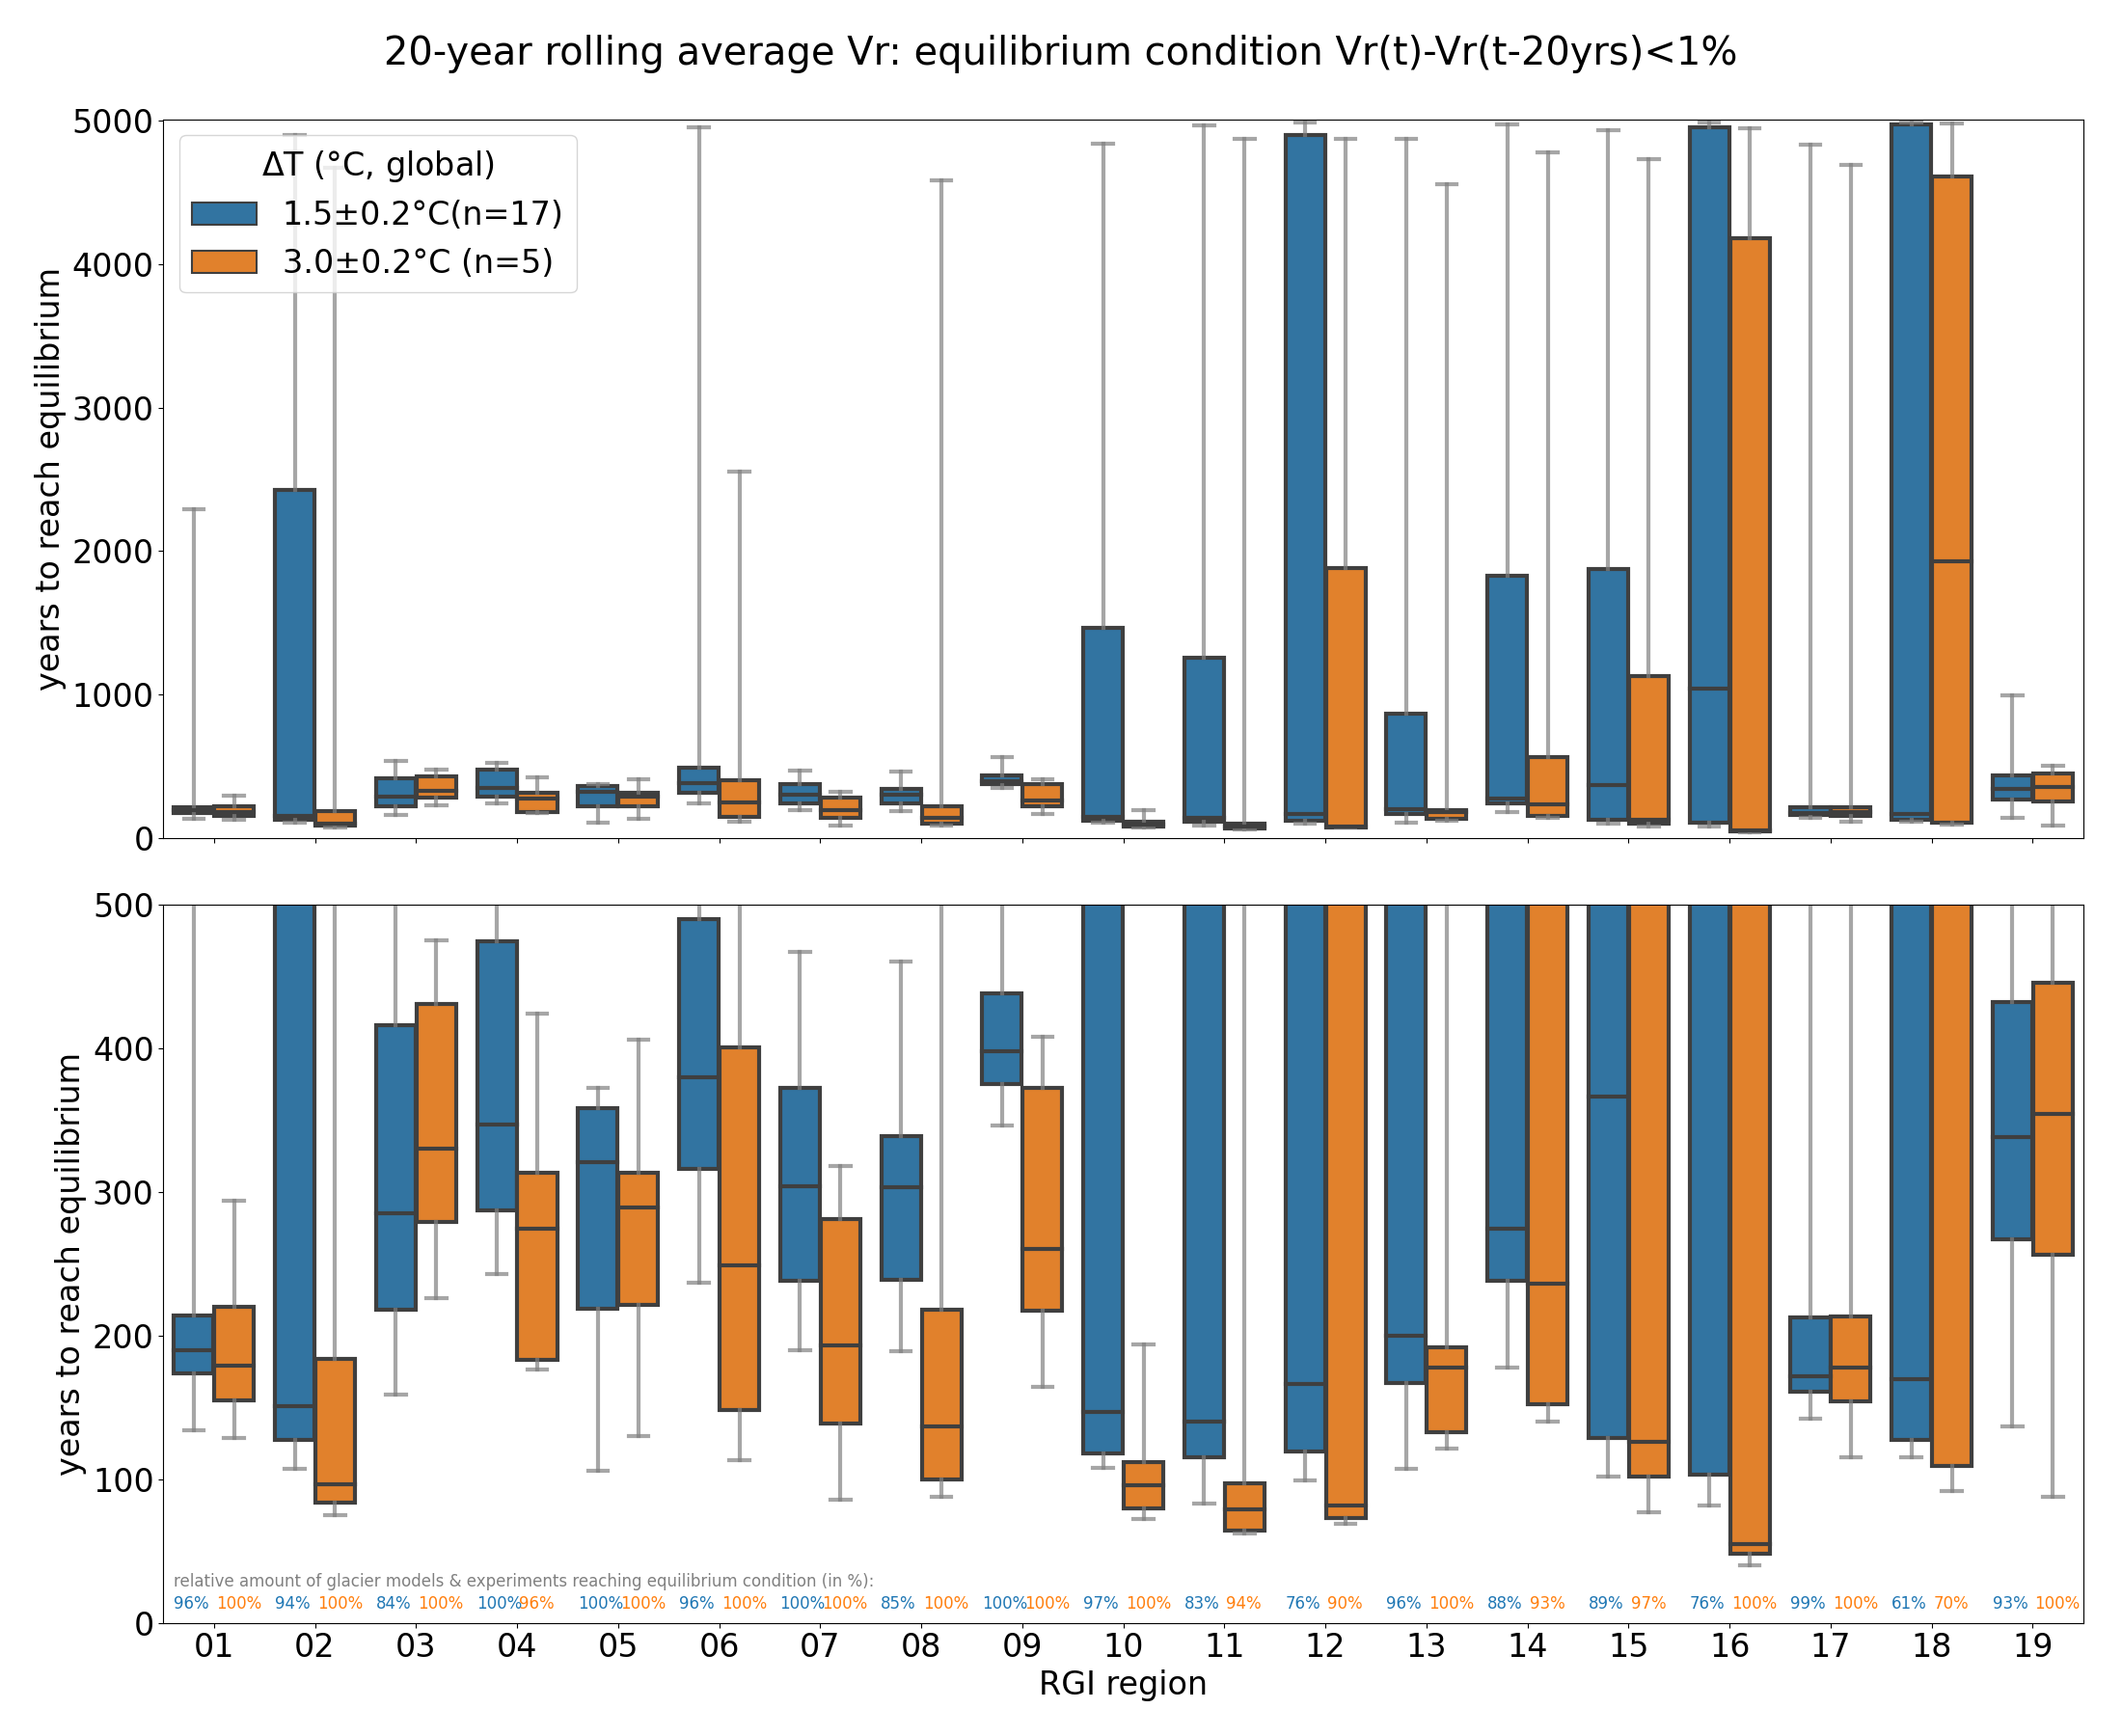 20-year rolling average Vr: equilibrium condition Vr(t)-Vr(t-20yrs)<1%
5000
4000
3000
2000
1000
0
years to reach equilibrium
ΔT (°C, global)
1.5±0.2°C(n=17)
3.0±0.2°C (n=5)
500
400
300
200
100
0
years to reach equilibrium
relative amount of glacier models & experiments reaching equilibrium condition (in %):
96% 100% 94% 100% 84% 100% 100% 96% 100% 100% 96% 100% 100% 100% 85% 100% 100% 100% 97% 100% 83% 94% 76% 90% 96% 100% 88% 93% 89% 97% 76% 100% 99% 100% 61% 70% 93% 100%
01 02 03 04 05 06 07 08 09 10 11 12 13 14 15 16 17 18 19
RGI region